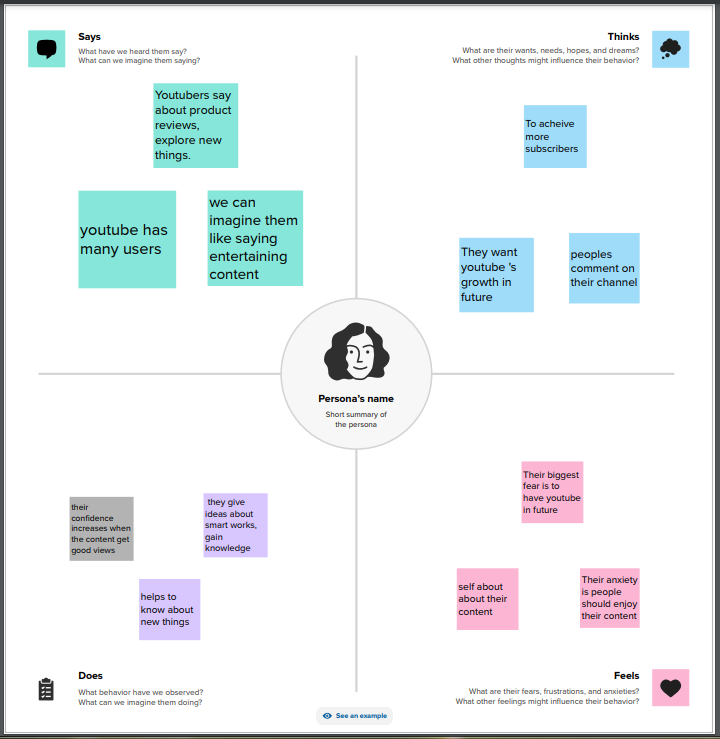 Says
What have we heard them say?
What can we imagine them saying?
Thinks
What are their wants, needs, hopes, and dreams?
What other thoughts might influence their behavior?
Youtubers say
about product
reviews,
explore new
things.
youtube has
many users
we can
imagine them
like saying
entertaining
content
To acheive
more
subscribers
They want
youtube 's
growth in
future
peoples
comment on
their channel
Persona's name
Short summary of
the persona
their
confidence
increases when
the content get
good views
they give
ideas about
smart works,
gain
knowledge
helps to
know about
new things
Their biggest
fear is to
have youtube
in future
self about
about their
content
Their anxiety
is people
should enjoy
their content
Does
What behavior have we observed?
What can we imagine them doing?
Feels
What are their fears, frustrations, and anxieties?
What other feelings might influence their behavior?
See an example